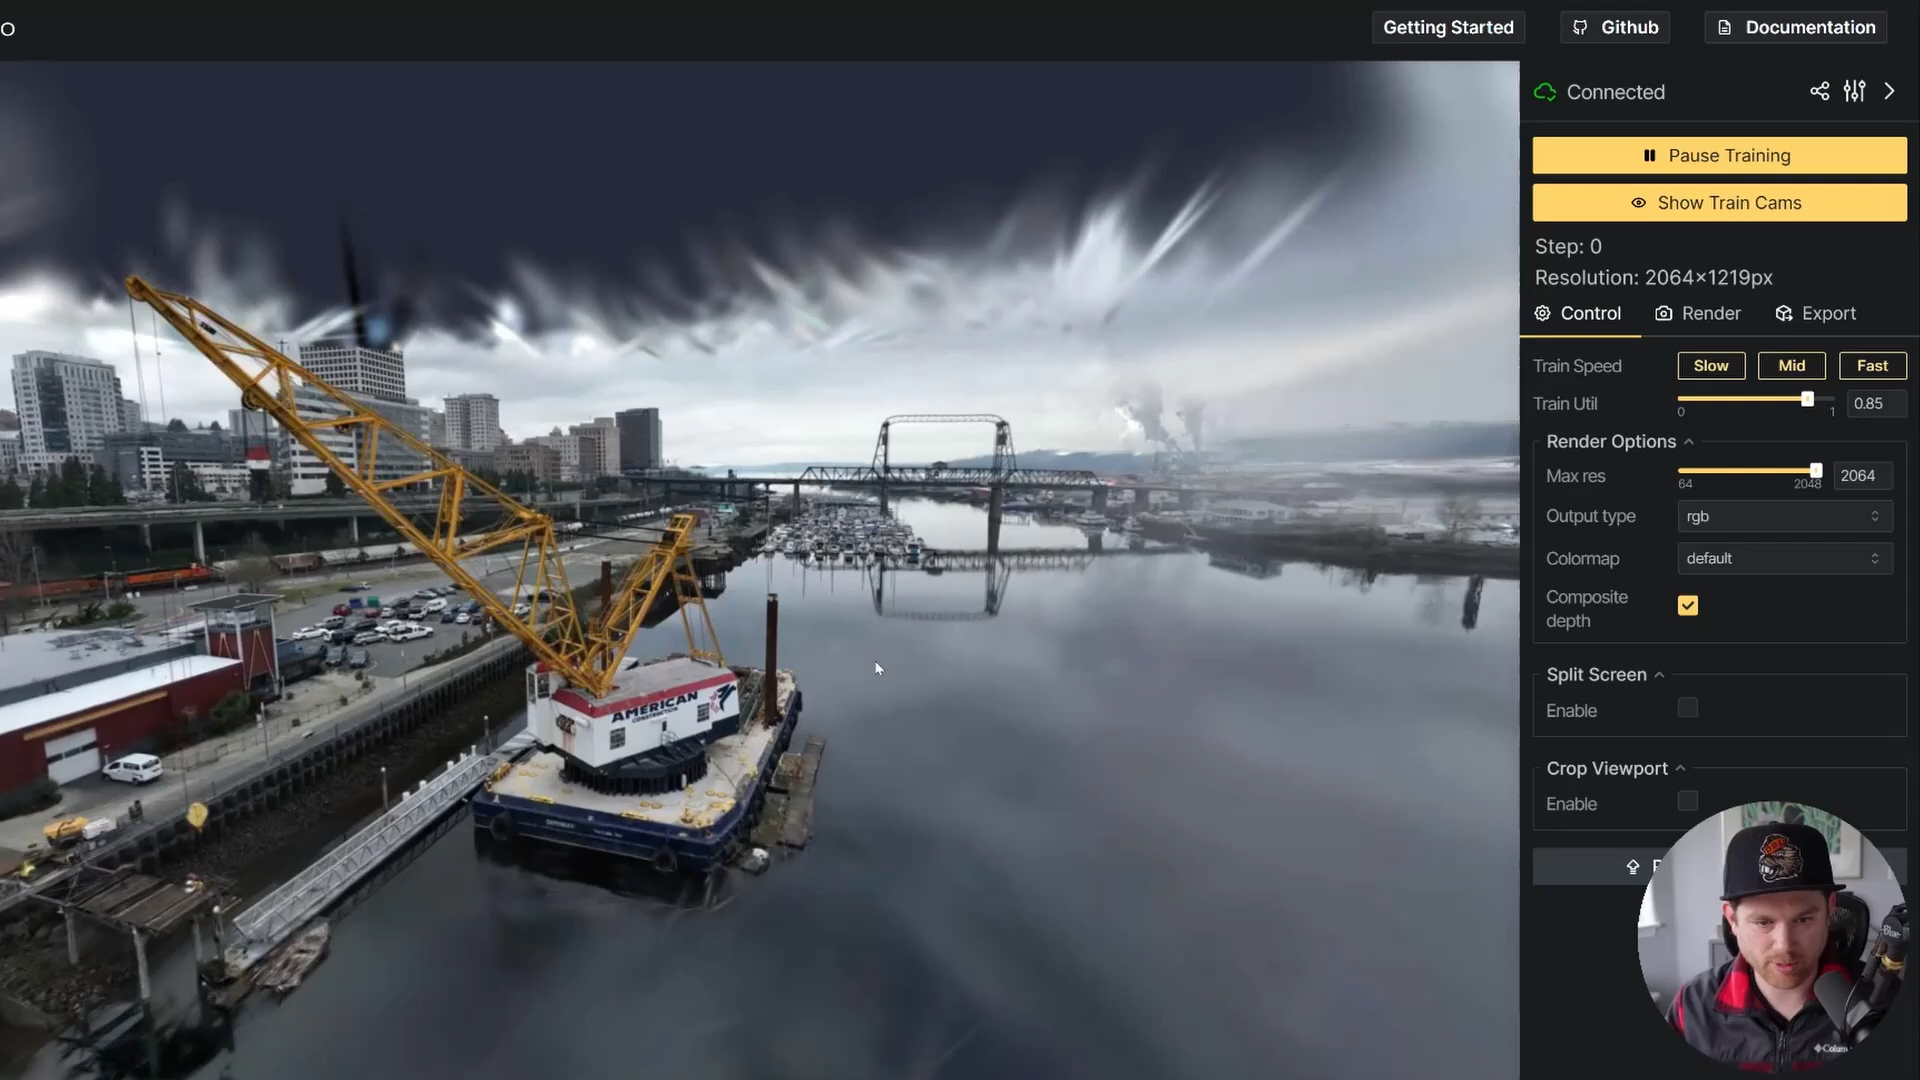 o
Getting Started
Github
Documentation
Connected
Pause Training
Show Train Cams
Step: 0
Resolution: 2064×1219px
Control
Render
Export
Train Speed
Slow
Mid
Fast
Train Util
0
1
0.85
Render Options
Max res
64
2048
2064
Output type
rgb
Colormap
default
Composite
depth
Split Screen
Enable
Crop Viewport
Enable
AMERICAN
CONSTRUCTION